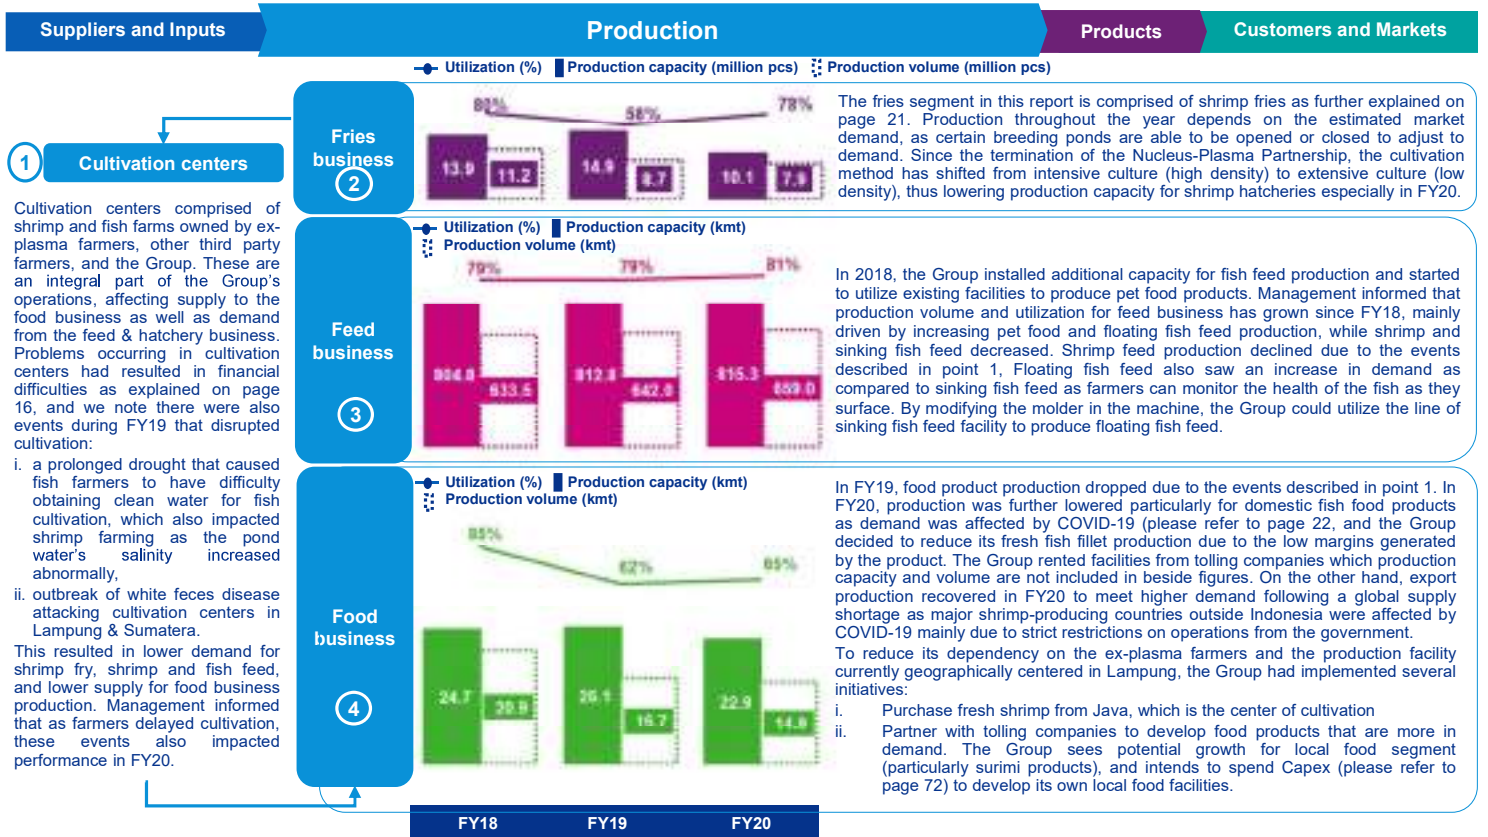 Suppliers and Inputs
Production
Products
Customers and Markets
Utilization (%) Production capacity (million pcs) Production volume (million pcs)
1
Cultivation centers
Cultivation centers comprised of
shrimp and fish farms owned by ex-
plasma farmers, other third party
farmers, and the Group. These are
an integral part of the Group's
operations, affecting supply to the
food business as well as demand
from the feed & hatchery business.
Problems occurring in cultivation
centers had resulted in financial
difficulties as explained on page
16, and we note there were also
events during FY19 that disrupted
cultivation:
i. a prolonged drought that caused
fish farmers to have difficulty
obtaining clean water for fish
cultivation, which also impacted
shrimp farming as the pond
water's salinity increased
abnormally,
ii. outbreak of white feces disease
attacking cultivation centers in
Lampung & Sumatera.
This resulted in lower demand for
shrimp fry, shrimp and fish feed,
and lower supply for food business
production. Management informed
that as farmers delayed cultivation,
these events also impacted
performance in FY20.
Fries
business
2
80% 58% 78%
13.9 11.2 14.9 8.7 10.1 7.9
The fries segment in this report is comprised of shrimp fries as further explained on
page 21. Production throughout the year depends on the estimated market
demand, as certain breeding ponds are able to be opened or closed to adjust to
demand. Since the termination of the Nucleus-Plasma Partnership, the cultivation
method has shifted from intensive culture (high density) to extensive culture (low
density), thus lowering production capacity for shrimp hatcheries especially in FY20.
Feed
business
3
Utilization (%) Production capacity (kmt)
Production volume (kmt)
79% 79% 81%
804.8 633.5 812.8 642.0 815.3 659.0
In 2018, the Group installed additional capacity for fish feed production and started
to utilize existing facilities to produce pet food products. Management informed that
production volume and utilization for feed business has grown since FY18, mainly
driven by increasing pet food and floating fish feed production, while shrimp and
sinking fish feed decreased. Shrimp feed production declined due to the events
described in point 1, Floating fish feed also saw an increase in demand as
compared to sinking fish feed as farmers can monitor the health of the fish as they
surface. By modifying the molder in the machine, the Group could utilize the line of
sinking fish feed facility to produce floating fish feed.
Food
business
4
Utilization (%) Production capacity (kmt)
Production volume (kmt)
85% 62% 65%
24.7 20.9 26.1 16.7 22.9 14.8
In FY19, food product production dropped due to the events described in point 1. In
FY20, production was further lowered particularly for domestic fish food products
as demand was affected by COVID-19 (please refer to page 22, and the Group
decided to reduce its fresh fish fillet production due to the low margins generated
by the product. The Group rented facilities from tolling companies which production
capacity and volume are not included in beside figures. On the other hand, export
production recovered in FY20 to meet higher demand following a global supply
shortage as major shrimp-producing countries outside Indonesia were affected by
COVID-19 mainly due to strict restrictions on operations from the government.
To reduce its dependency on the ex-plasma farmers and the production facility
currently geographically centered in Lampung, the Group had implemented several
initiatives:
i. Purchase fresh shrimp from Java, which is the center of cultivation
ii. Partner with tolling companies to develop food products that are more in
demand. The Group sees potential growth for local food segment
(particularly surimi products), and intends to spend Capex (please refer to
page 72) to develop its own local food facilities.
FY18 FY19 FY20